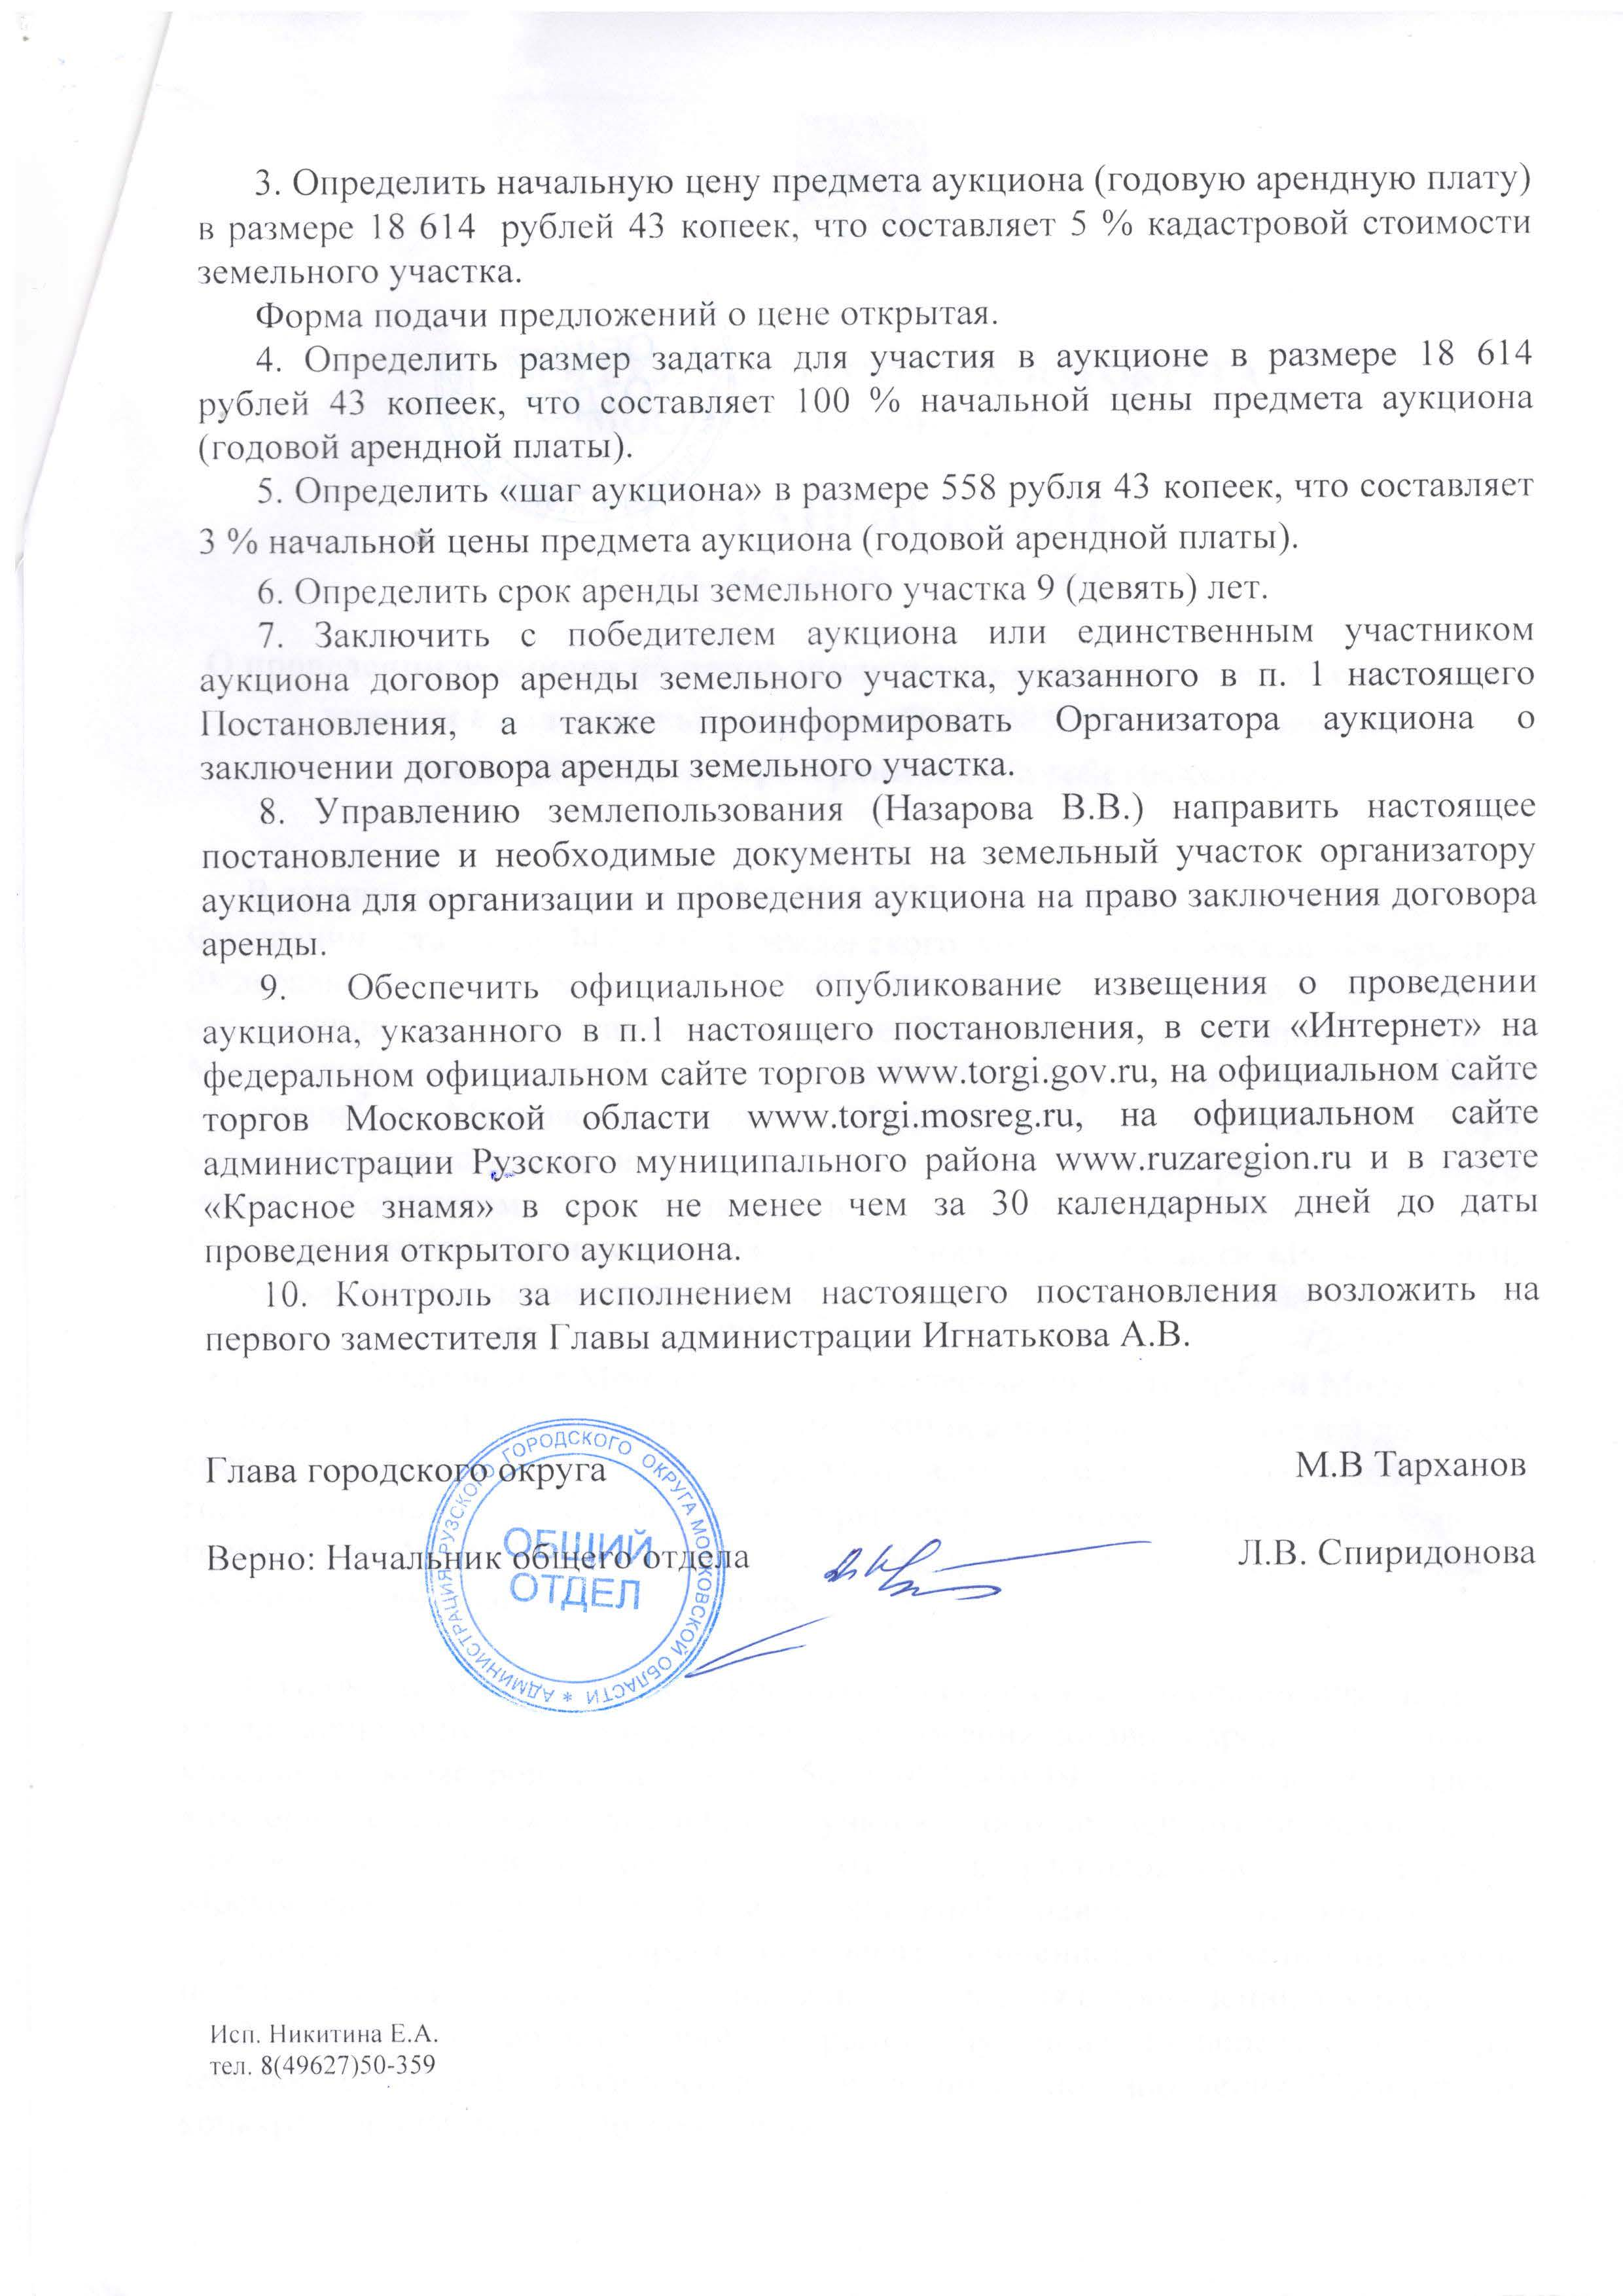 3. Определить начальную цену предмета аукциона (годовую арендную плату)
в размере 18 614 рублей 43 копеек, что составляет 5 % кадастровой стоимости
земельного участка.
Форма подачи предложений о цене открытая.
4. Определить размер задатка для участия в аукционе в размере 18 614
рублей 43 копеек, что составляет 100 % начальной цены предмета аукциона
(годовой арендной платы).
5. Определить «шаг аукциона» в размере 558 рубля 43 копеек, что составляет
3 % начальной цены предмета аукциона (годовой арендной платы).
6. Определить срок аренды земельного участка 9 (девять) лет.
7. Заключить с победителем аукциона или единственным участником
аукциона договор аренды земельного участка, указанного в п. 1 настоящего
Постановления, а также проинформировать Организатора аукциона о
заключении договора аренды земельного участка.
8. Управлению землепользования (Назарова В.В.) направить настоящее
постановление и необходимые документы на земельный участок организатору
аукциона для организации и проведения аукциона на право заключения договора
аренды.
9. Обеспечить официальное опубликование извещения о проведении
аукциона, указанного в п.1 настоящего постановления, в сети «Интернет» на
федеральном официальном сайте торгов www.torgi.gov.ru, на официальном сайте
торгов Московской области www.torgi.mosreg.ru, на официальном сайте
администрации Рузского муниципального района www.ruzaregion.ru и в газете
«Красное знамя» в срок не менее чем за 30 календарных дней до даты
проведения открытого аукциона.
10. Контроль за исполнением настоящего постановления возложить на
первого заместителя Главы администрации Игнатькова А.В.
Глава городского округа М.В Тарханов
Верно: Начальник общего отдела Л.В. Спиридонова
АДМИНИСТРАЦИЯ РУЗСКОГО ГОРОДСКОГО ОКРУГА МОСКОВСКОЙ ОБЛАСТИ *
ОБЩИЙ
ОТДЕЛ
Исп. Никитина Е.А.
тел. 8(49627)50-359